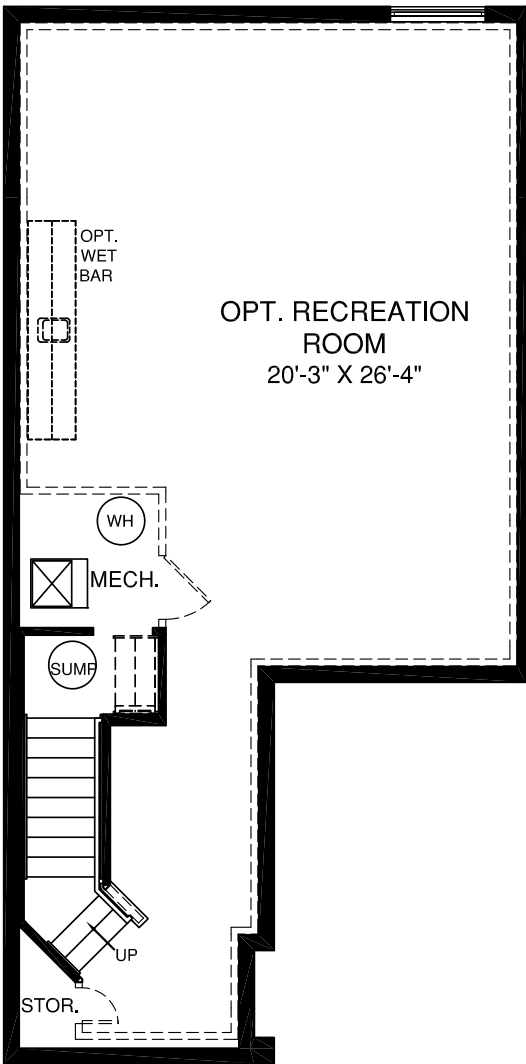 OPT.
WET
BAR
OPT. RECREATION
ROOM
20'-3" X 26'-4"
WH
MECH.
SUMP
UP
STOR.